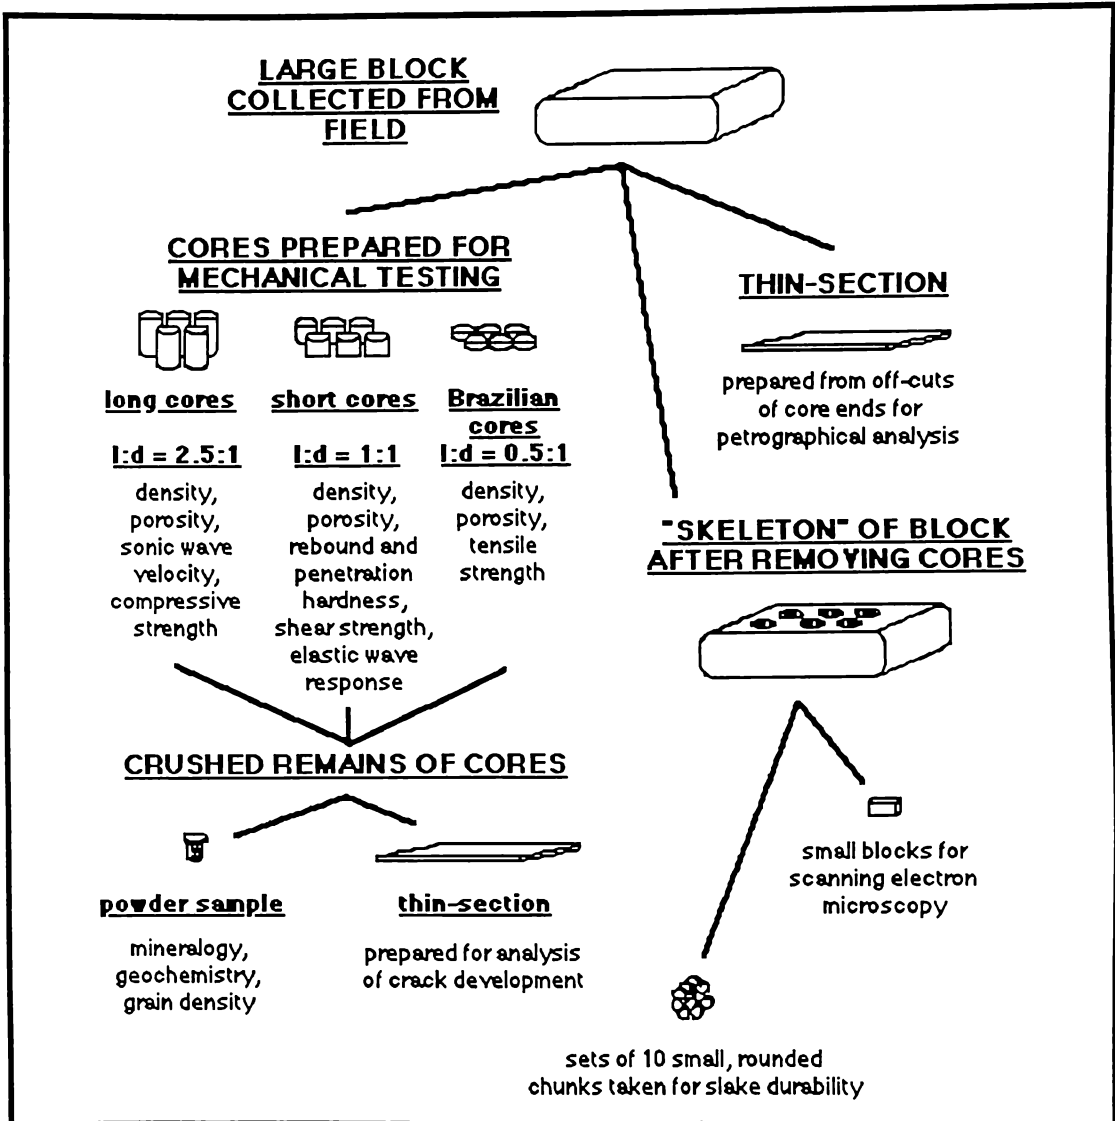 LARGE BLOCK
COLLECTED FROM
FIELD
CORES PREPARED FOR
MECHANICAL TESTING
long cores
l:d = 2.5:1
density,
porosity,
sonic wave
velocity,
compressive
strength
short cores
l:d = 1:1
density,
porosity,
rebound and
penetration
hardness,
shear strength,
elastic wave
response
Brazilian
cores
l:d = 0.5:1
density,
porosity,
tensile
strength
THIN-SECTION
prepared from off-cuts
of core ends for
petrographical analysis
"SKELETON" OF BLOCK
AFTER REMOVING CORES
CRUSHED REMAINS OF CORES
powder sample
mineralogy,
geochemistry,
grain density
thin-section
prepared for analysis
of crack development
small blocks for
scanning electron
microscopy
sets of 10 small, rounded
chunks taken for slake durability